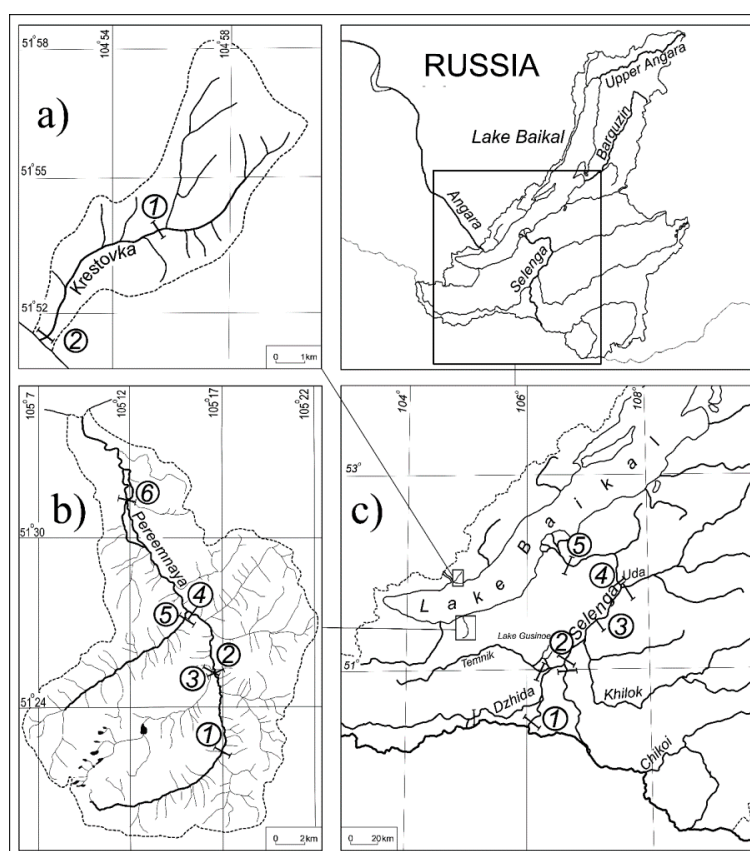 104° 54
104° 58
51° 58
a)
51° 55
1
Krestovka
51° 52
2
0 1km
RUSSIA
Upper Angara
Barquzin
Lake Baikal
Angara
Selenga
105° 7
105° 12
105° 17
105° 22
6
b)
51° 30
Pereemnaya
4
5
2
3
51° 24
1
0 2km
104°
106°
108°
53°
c)
Lake Baikal
5
4
Uda
Selenga
3
Lake Gusinoe
2
51°
Temnik
Dzhida
Khilok
1
Chikoi
0 20km